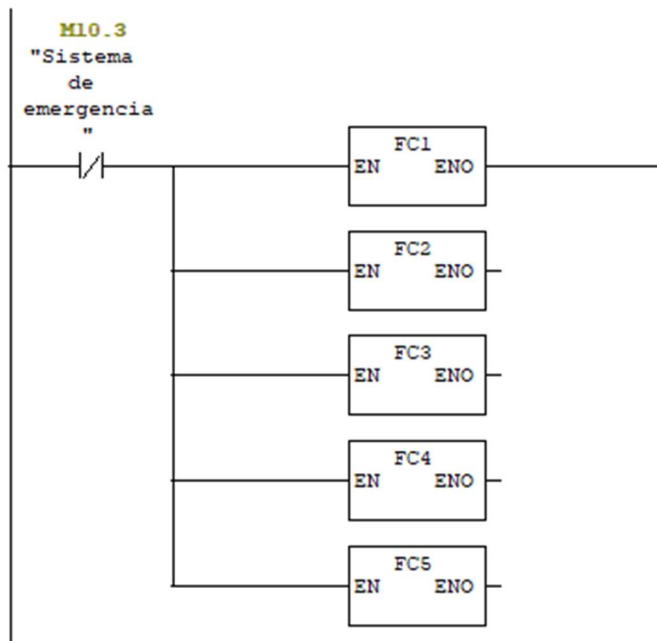 M10.3
"Sistema
de
emergencia
"
FC1
EN ENO
FC2
EN ENO
FC3
EN ENO
FC4
EN ENO
FC5
EN ENO